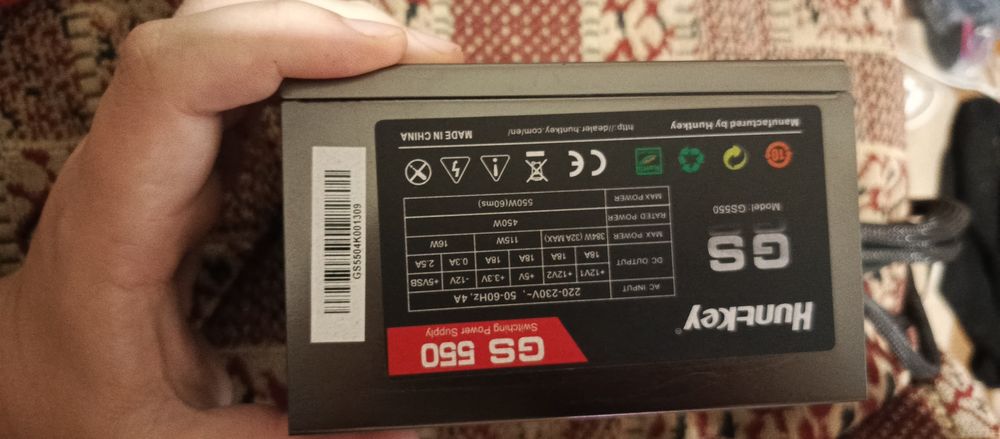 GS 550
Switching Power Supply
Huntkey®
GS
Model: GS550
AC INPUT 220-230V~, 50-60Hz, 4A
DC OUTPUT +12V1 +12V2 +5V +3.3V -12V +5VSB
18A 18A 18A 18A 0.3A 2.5A
MAX POWER 384W (32A MAX) 115W 16W
RATED POWER 450W
MAX POWER 550W(60ms)
10 RoHS CE
Manufactured by Huntkey http://dealer.huntkey.com/en/ MADE IN CHINA
GS5504K001309